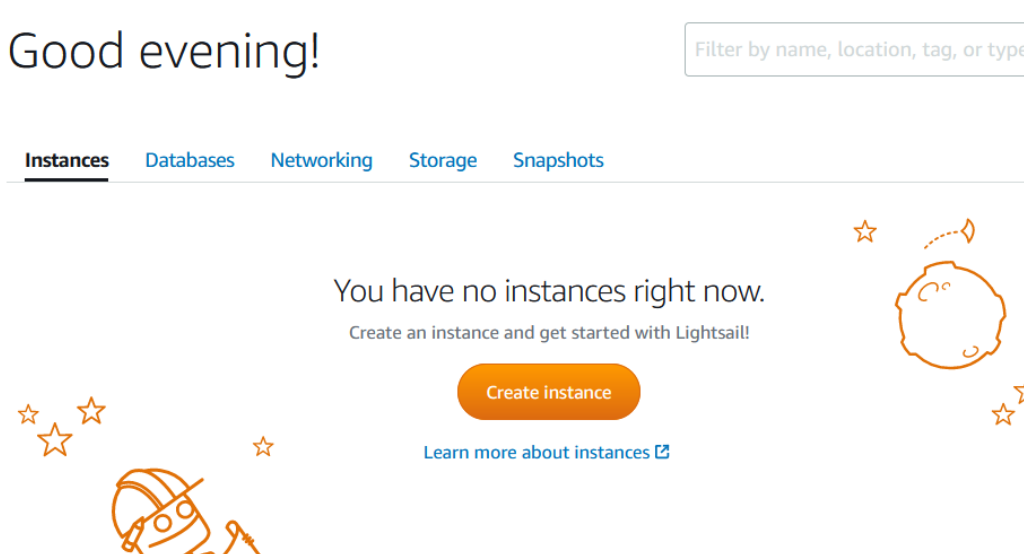 Good evening!
Filter by name, location, tag, or type
Instances Databases Networking Storage Snapshots
You have no instances right now.
Create an instance and get started with Lightsail!
Create instance
Learn more about instances